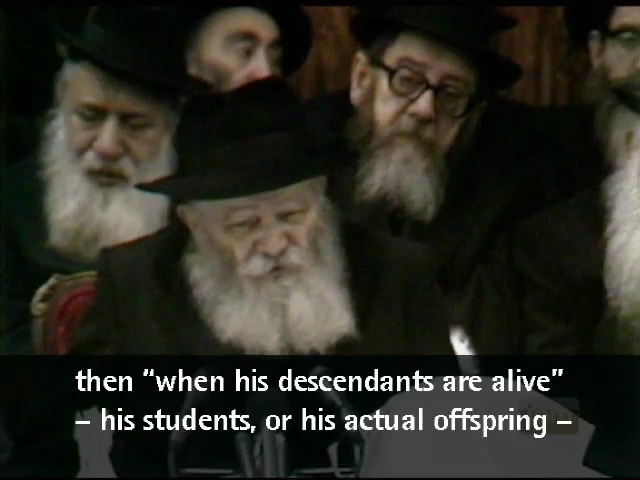 then “when his descendants are alive”
– his students, or his actual offspring –